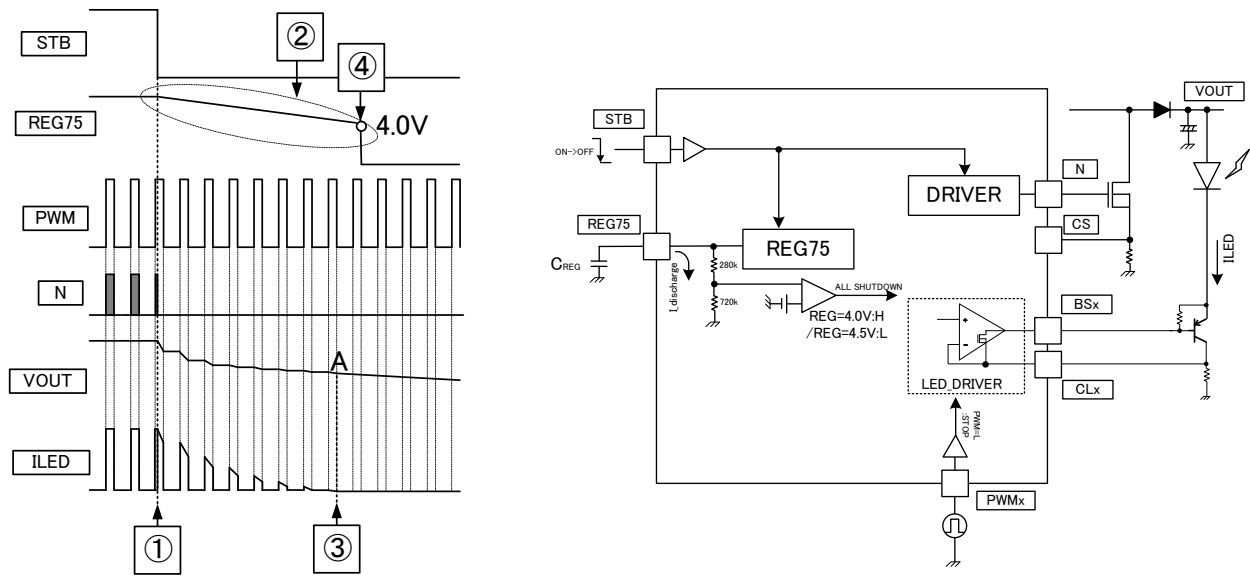 STB
②
④
REG75
4.0V
PWM
N
VOUT
A
ILED
①
③
STB
ON->OFF
REG75
CREG
I_discharge
280k
720k
REG75
DRIVER
ALL SHUTDOWN
REG=4.0V:H
/REG=4.5V:L
+
-
LED_DRIVER
PWM=L
:STOP
PWMx
N
CS
BSx
CLx
VOUT
ILED